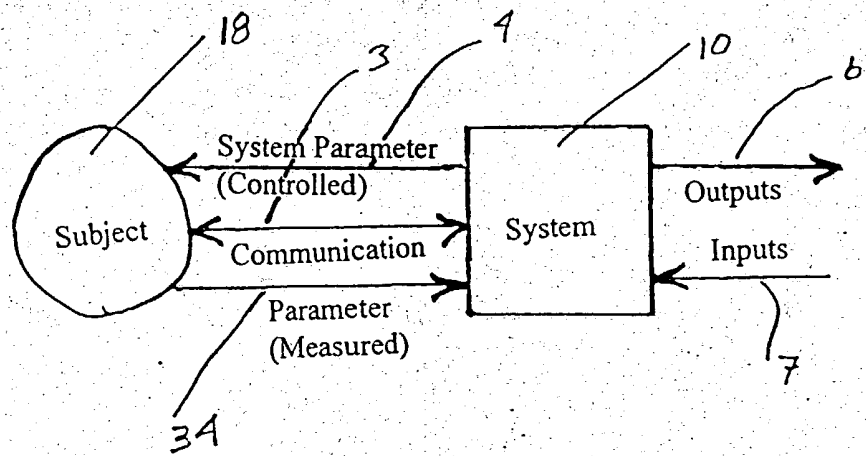 18
3
4
10
6
System Parameter
(Controlled)
Outputs
Subject
Communication
System
Inputs
Parameter
(Measured)
7
34